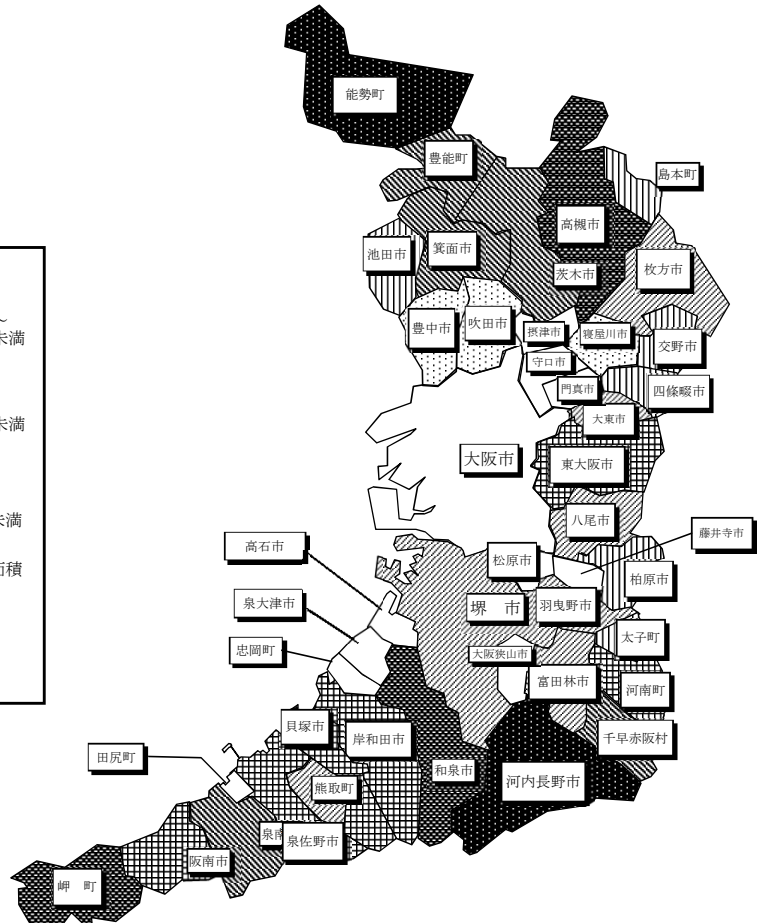 能勢町
豊能町
島本町
高槻市
池田市
箕面市
茨木市
枚方市
～
未満
豊中市
吹田市
摂津市
寝屋川市
交野市
守口市
門真市
四條畷市
未満
大東市
大阪市
東大阪市
未満
八尾市
藤井寺市
高石市
松原市
面積
柏原市
泉大津市
堺　市
羽曳野市
太子町
忠岡町
大阪狭山市
富田林市
河南町
貝塚市
岸和田市
千早赤阪村
田尻町
和泉市
河内長野市
熊取町
泉南
泉佐野市
阪南市
岬　町